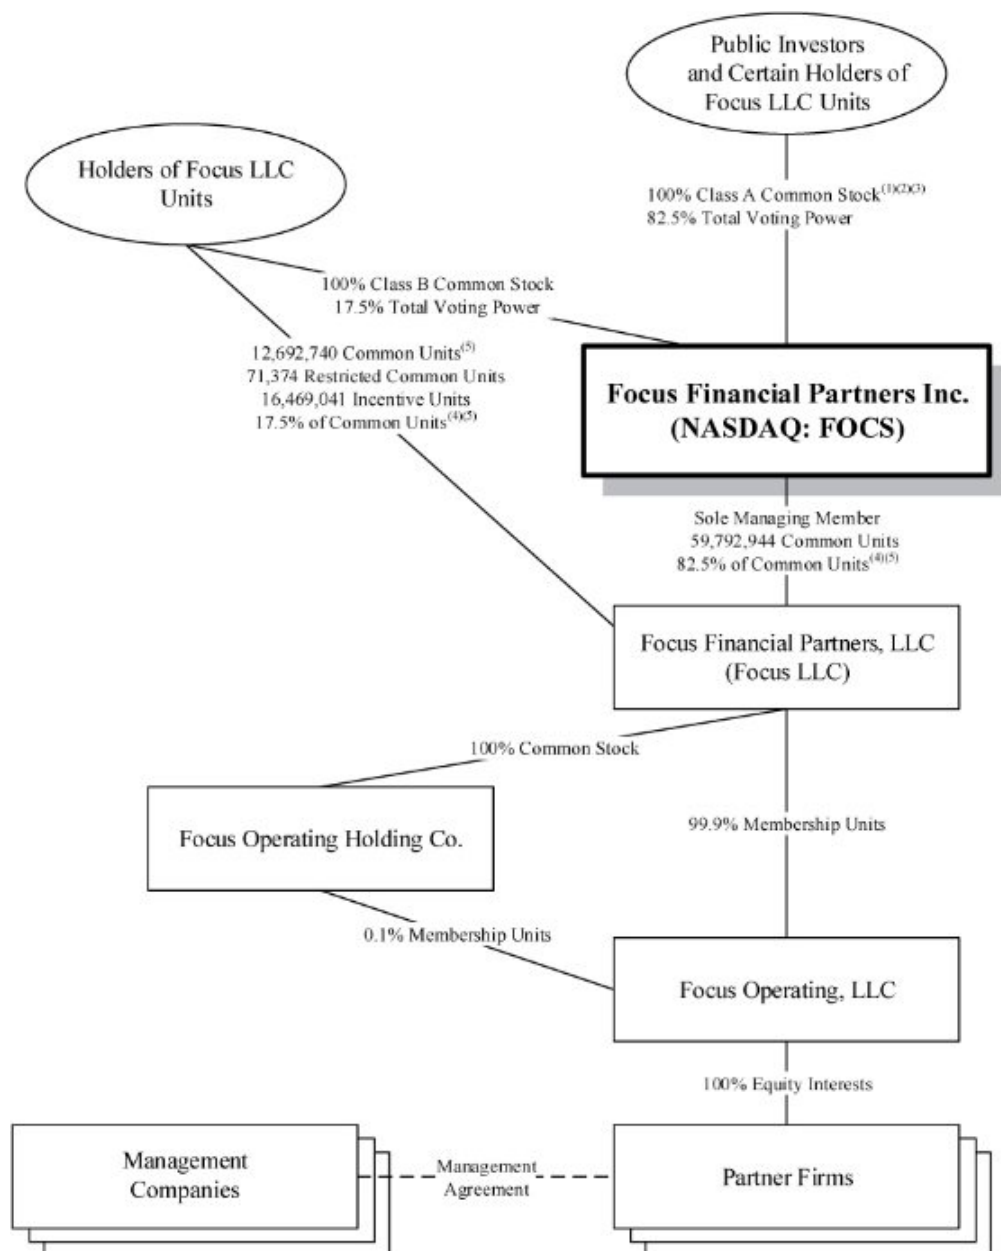 Public Investors
and Certain Holders of
Focus LLC Units
Holders of Focus LLC
Units
100% Class A Common Stock(1)(2)(3)
82.5% Total Voting Power
100% Class B Common Stock
17.5% Total Voting Power
12,692,740 Common Units(5)
71,374 Restricted Common Units
16,469,041 Incentive Units
17.5% of Common Units(4)(5)
Focus Financial Partners Inc.
(NASDAQ: FOCS)
Sole Managing Member
59,792,944 Common Units
82.5% of Common Units(4)(5)
Focus Financial Partners, LLC
(Focus LLC)
100% Common Stock
Focus Operating Holding Co.
99.9% Membership Units
0.1% Membership Units
Focus Operating, LLC
100% Equity Interests
Management
Companies
Management
Agreement
Partner Firms